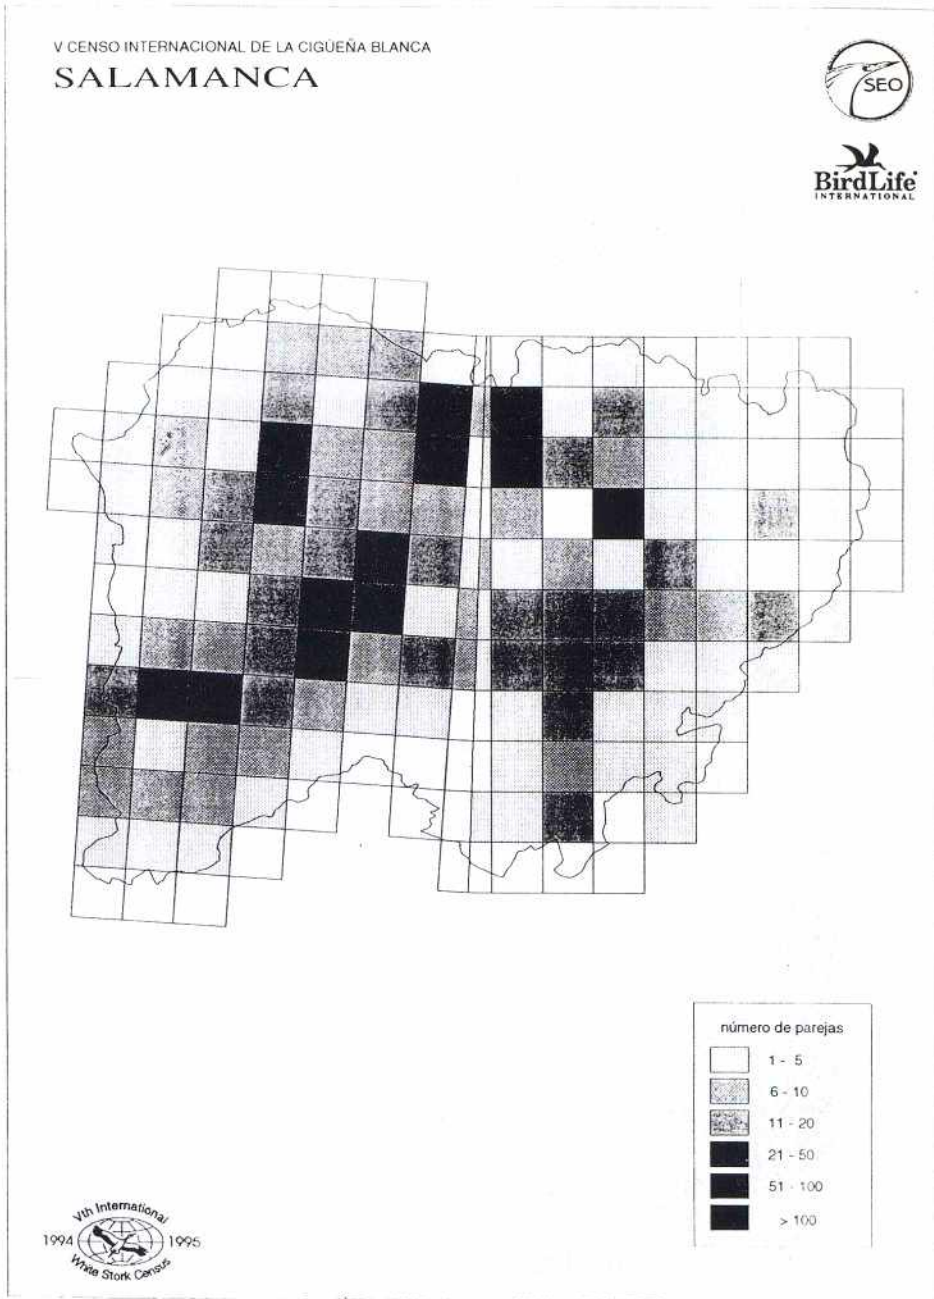 V CENSO INTERNACIONAL DE LA CIGÜEÑA BLANCA
SALAMANCA
SEO
BirdLife
INTERNATIONAL
número de parejas
1 - 5
6 - 10
11 - 20
21 - 50
51 - 100
> 100
Vth International
1994 1995
White Stork Census